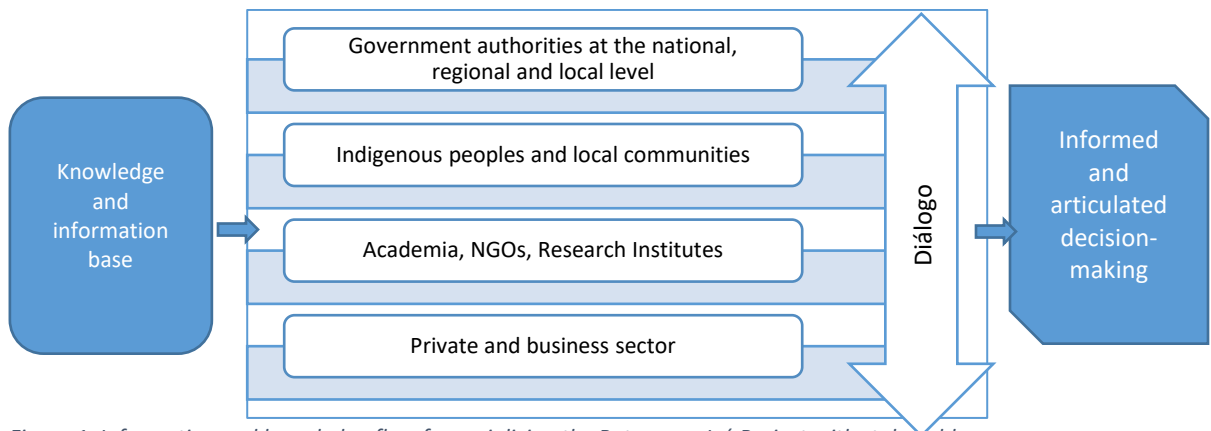 Knowledge
and
information
base
Government authorities at the national,
regional and local level
Indigenous peoples and local communities
Academia, NGOs, Research Institutes
Private and business sector
Diálogo
Informed
and
articulated
decision-
making